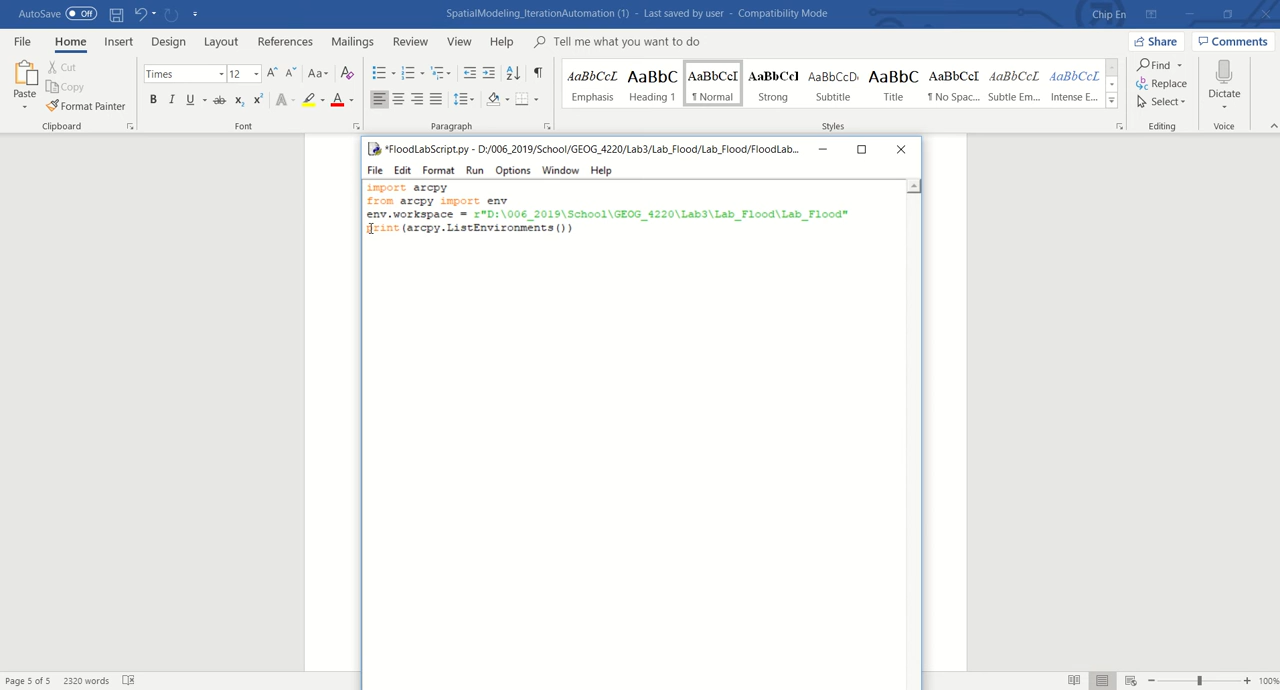 AutoSave Off
SpatialModeling_IterationAutomation (1) - Last saved by user - Compatibility Mode
Chip En
File Home Insert Design Layout References Mailings Review View Help Tell me what you want to do
Share Comments
Paste Cut Copy Format Painter
Times 12 Aa
B I U ab x₂ x² A A
AaBbCcL AaBbC AaBbCcI AaBbCcI AaBbCcD AaBbC AaBbCcI AaBbCcL AaBbCcL
Emphasis Heading 1 ¶ Normal Strong Subtitle Title ¶ No Spac... Subtle Em... Intense E...
Find Replace Select Dictate
Clipboard Font Paragraph Styles Editing Voice
*FloodLabScript.py - D:/006_2019/School/GEOG_4220/Lab3/Lab_Flood/Lab_Flood/FloodLab...
File Edit Format Run Options Window Help
import arcpy
from arcpy import env
env.workspace = r"D:\006_2019\School\GEOG_4220\Lab3\Lab_Flood\Lab_Flood"
print(arcpy.ListEnvironments())
Page 5 of 5 2320 words 100%